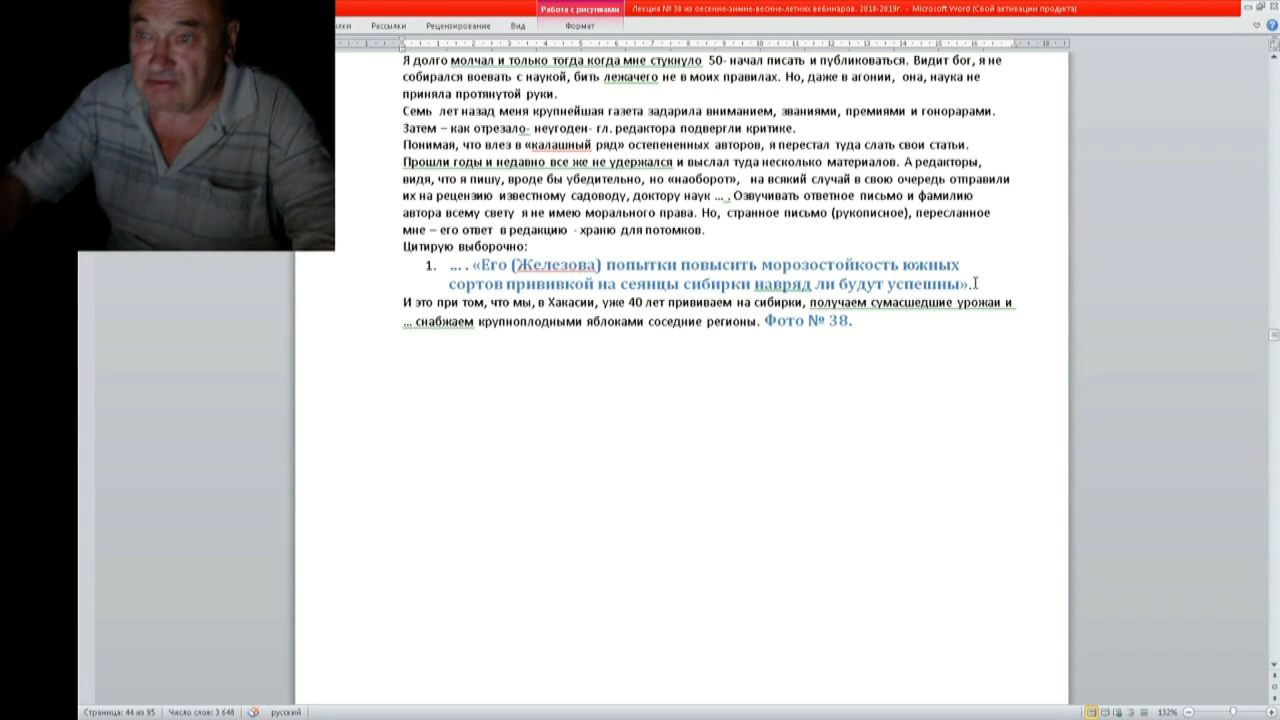 Работа с рисунками
Лекция № 38 из осенне-зимне-весне-летних вебинаров. 2018-2019г. - Microsoft Word (Сбой активации продукта)
Рассылки Рецензирование Вид Формат
Я долго молчал и только тогда когда мне стукнуло 50- начал писать и публиковаться. Видит бог, я не
собирался воевать с наукой, бить лежачего не в моих правилах. Но, даже в агонии, она, наука не
приняла протянутой руки.
Семь лет назад меня крупнейшая газета задарила вниманием, званиями, премиями и гонорарами.
Затем – как отрезало- неугоден- гл. редактора подвергли критике.
Понимая, что влез в «калашный ряд» остепененных авторов, я перестал туда слать свои статьи.
Прошли годы и недавно все же не удержался и выслал туда несколько материалов. А редакторы,
видя, что я пишу, вроде бы убедительно, но «наоборот», на всякий случай в свою очередь отправили
их на рецензию известному садоводу, доктору наук ... . Озвучивать ответное письмо и фамилию
автора всему свету я не имею морального права. Но, странное письмо (рукописное), пересланное
мне – его ответ в редакцию - храню для потомков.
Цитирую выборочно:
1. ... . «Его (Железова) попытки повысить морозостойкость южных
сортов прививкой на сеянцы сибирки навряд ли будут успешны».
И это при том, что мы, в Хакасии, уже 40 лет прививаем на сибирки, получаем сумасшедшие урожаи и
... снабжаем крупноплодными яблоками соседние регионы. Фото № 38.
Страница: 44 из 95 Число слов: 3 648 русский 132%